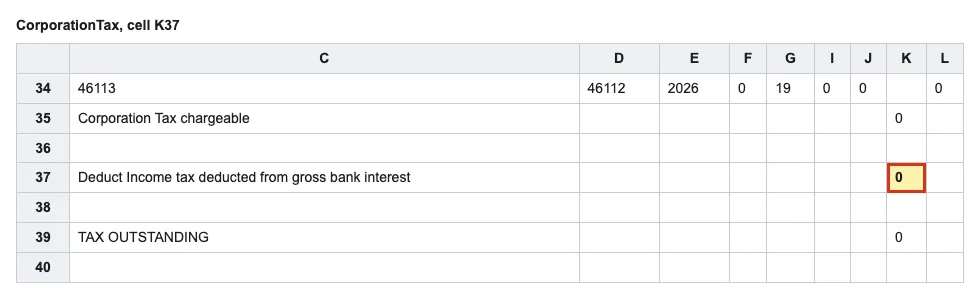 CorporationTax, cell K37
C D E F G I J K L
34 46113 46112 2026 0 19 0 0 0
35 Corporation Tax chargeable 0
36
37 Deduct Income tax deducted from gross bank interest 0
38
39 TAX OUTSTANDING 0
40